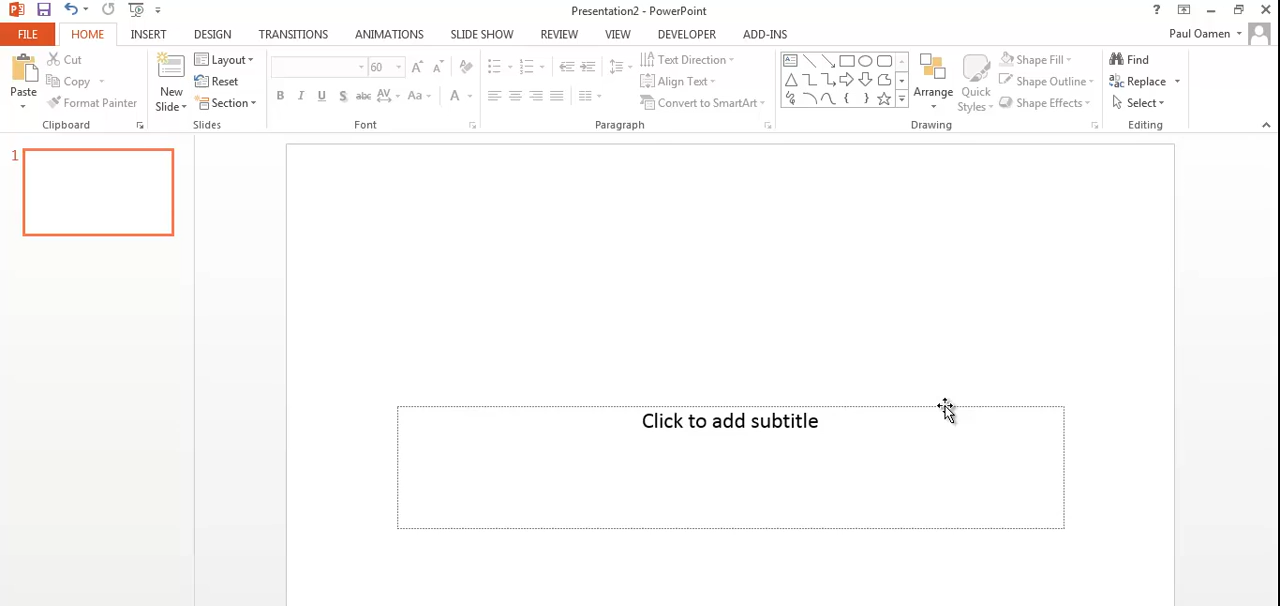 Presentation2 - PowerPoint
FILE HOME INSERT DESIGN TRANSITIONS ANIMATIONS SLIDE SHOW REVIEW VIEW DEVELOPER ADD-INS Paul Oamen
Paste
Cut
Copy
Format Painter
Clipboard
New
Slide
Layout
Reset
Section
Slides
60
B I U S abc AV Aa A
Font
Text Direction
Align Text
Convert to SmartArt
Paragraph
Arrange
Quick
Styles
Shape Fill
Shape Outline
Shape Effects
Drawing
Find
Replace
Select
Editing
1
Click to add subtitle